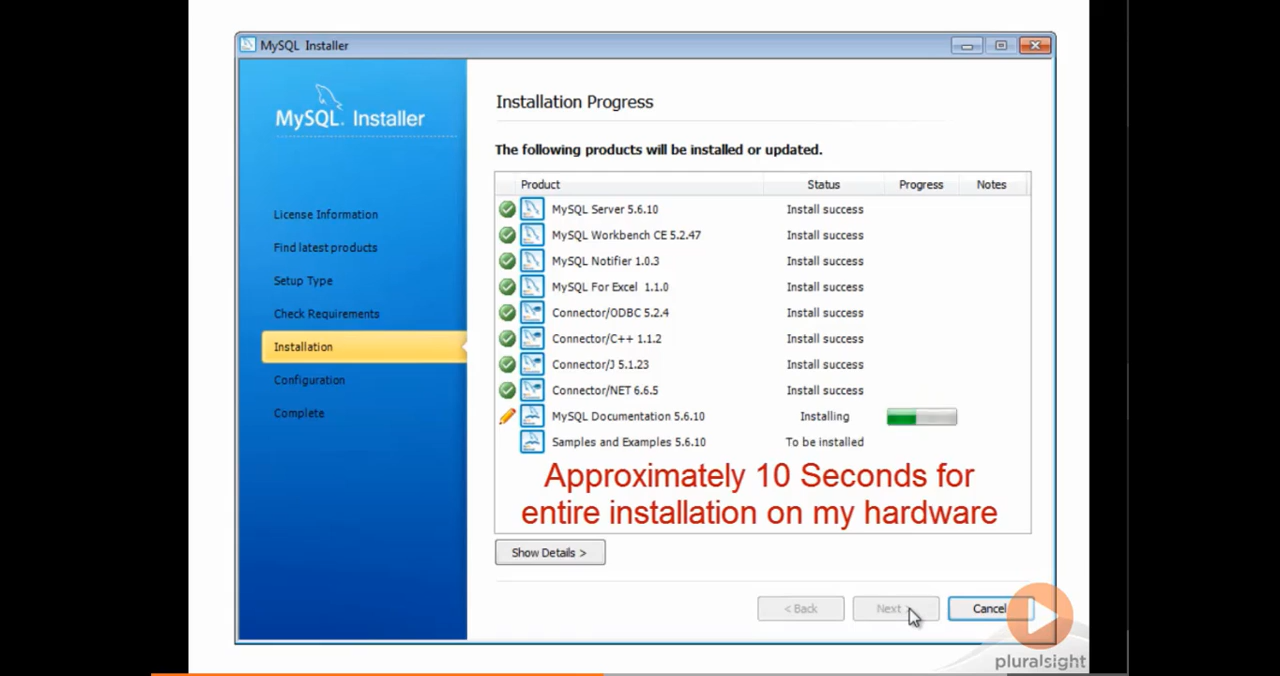 MySQL Installer
MySQL Installer
License Information
Find latest products
Setup Type
Check Requirements
Installation
Configuration
Complete
Installation Progress
The following products will be installed or updated.
Product Status Progress Notes
MySQL Server 5.6.10 Install success
MySQL Workbench CE 5.2.47 Install success
MySQL Notifier 1.0.3 Install success
MySQL For Excel 1.1.0 Install success
Connector/ODBC 5.2.4 Install success
Connector/C++ 1.1.2 Install success
Connector/J 5.1.23 Install success
Connector/NET 6.6.5 Install success
MySQL Documentation 5.6.10 Installing
Samples and Examples 5.6.10 To be installed
Approximately 10 Seconds for
entire installation on my hardware
Show Details >
< Back Next > Cancel
pluralsight